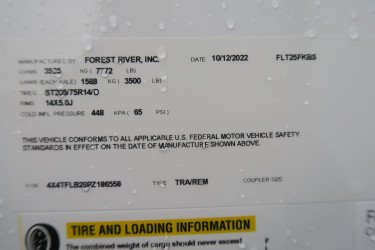 MANUFACTURED BY FOREST RIVER, INC. DATE 10/12/2022 FLT25FKBS
GVWR 3525 KG ( 7772 LB)
GAWR (EACH AXLE) 1588 KG ( 3500 LB)
TIRES ST205/75R14/D
RIMS 14X5.0J
COLD INFL. PRESSURE 448 KPA ( 65 PSI)
THIS VEHICLE CONFORMS TO ALL APPLICABLE U.S. FEDERAL MOTOR VEHICLE SAFETY
STANDARDS IN EFFECT ON THE DATE OF MANUFACTURE SHOWN ABOVE.
4X4TFLB28PZ186558 TYPE TRA/REM COUPLER SIZE
TIRE AND LOADING INFORMATION
The combined weight of cargo should never exceed